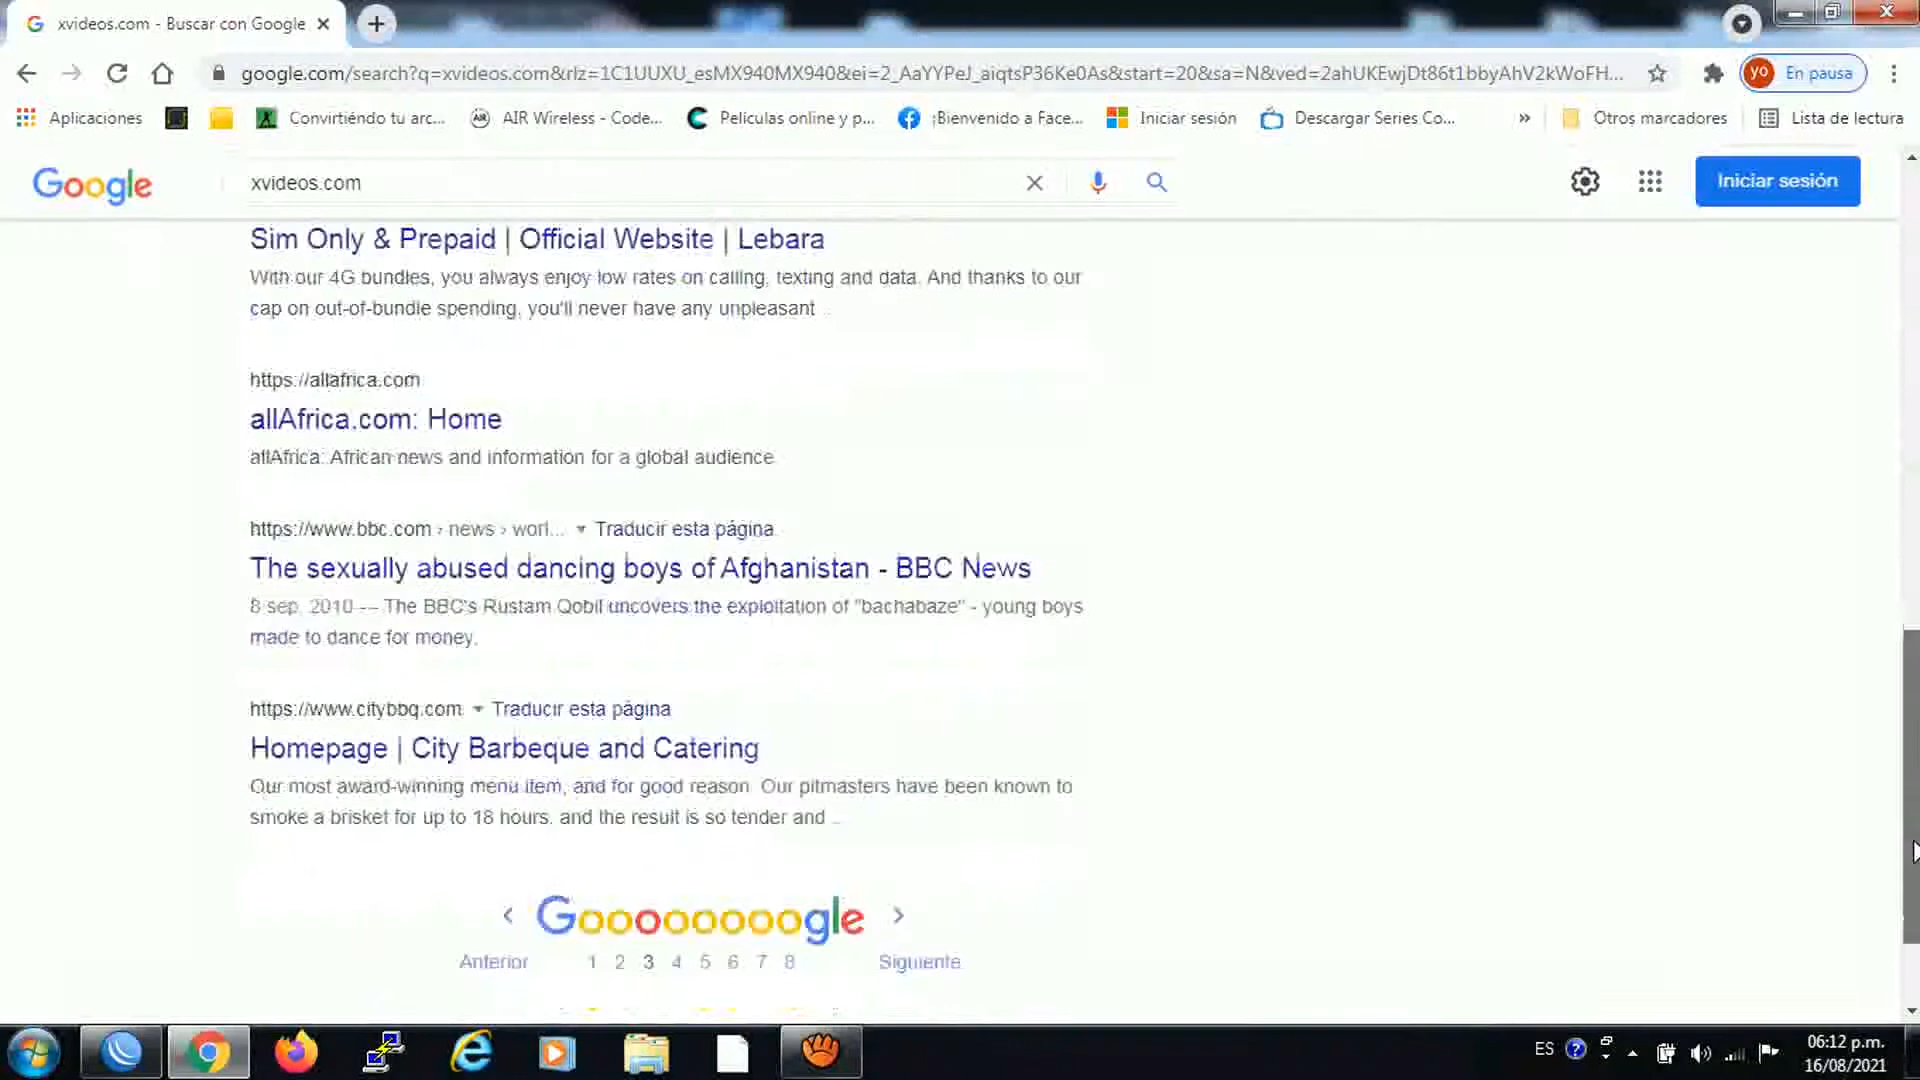 xvideos.com - Buscar con Google
google.com/search?q=xvideos.com&rlz=1C1UUXU_esMX940MX940&ei=2_AaYYPeJ_aiqtsP36Ke0As&start=20&sa=N&ved=2ahUKEwjDt86t1bbyAhV2kWoFH...
yo En pausa
Aplicaciones Convirtiéndo tu arc... AIR Wireless - Code... Películas online y p... ¡Bienvenido a Face... Iniciar sesión Descargar Series Co... » Otros marcadores Lista de lectura
Google xvideos.com Iniciar sesión
Sim Only & Prepaid | Official Website | Lebara
With our 4G bundles, you always enjoy low rates on calling, texting and data. And thanks to our
cap on out-of-bundle spending, you'll never have any unpleasant ...
https://allafrica.com
allAfrica.com: Home
allAfrica: African news and information for a global audience.
https://www.bbc.com › news › worl... Traducir esta página
The sexually abused dancing boys of Afghanistan - BBC News
8 sep. 2010 — The BBC's Rustam Qobil uncovers the exploitation of "bachabaze" - young boys
made to dance for money.
https://www.citybbq.com Traducir esta página
Homepage | City Barbeque and Catering
Our most award-winning menu item, and for good reason. Our pitmasters have been known to
smoke a brisket for up to 18 hours. and the result is so tender and ...
< Gooooooooogle >
Anterior 1 2 3 4 5 6 7 8 Siguiente
ES 06:12 p.m.
16/08/2021